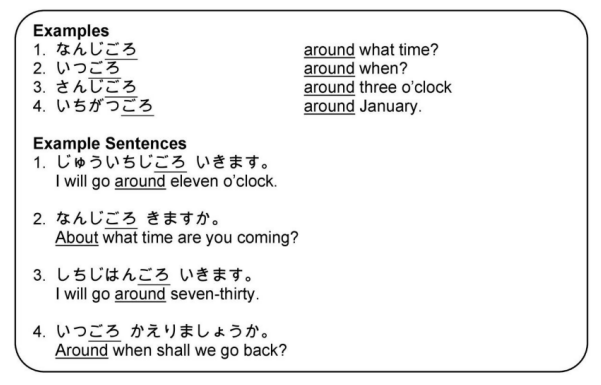 Examples
1. なんじごろ around what time?
2. いつごろ around when?
3. さんじごろ around three o'clock
4. いちがつごろ around January.
Example Sentences
1. じゅういちじごろ いきます。
I will go around eleven o'clock.
2. なんじごろ きますか。
About what time are you coming?
3. しちじはんごろ いきます。
I will go around seven-thirty.
4. いつごろ かえりましょうか。
Around when shall we go back?